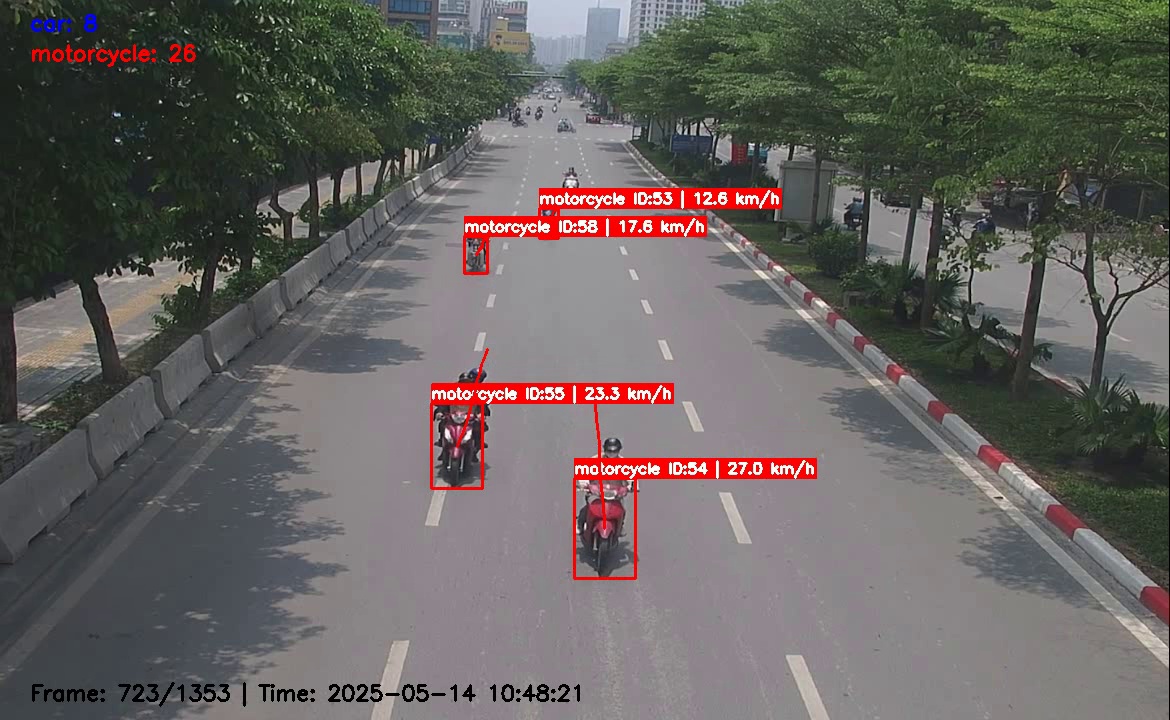 car: 8
motorcycle: 26
motorcycle ID:53 | 12.6 km/h
motorcycle ID:58 | 17.6 km/h
motorcycle ID:55 | 23.3 km/h
motorcycle ID:54 | 27.0 km/h
Frame: 723/1353 | Time: 2025-05-14 10:48:21